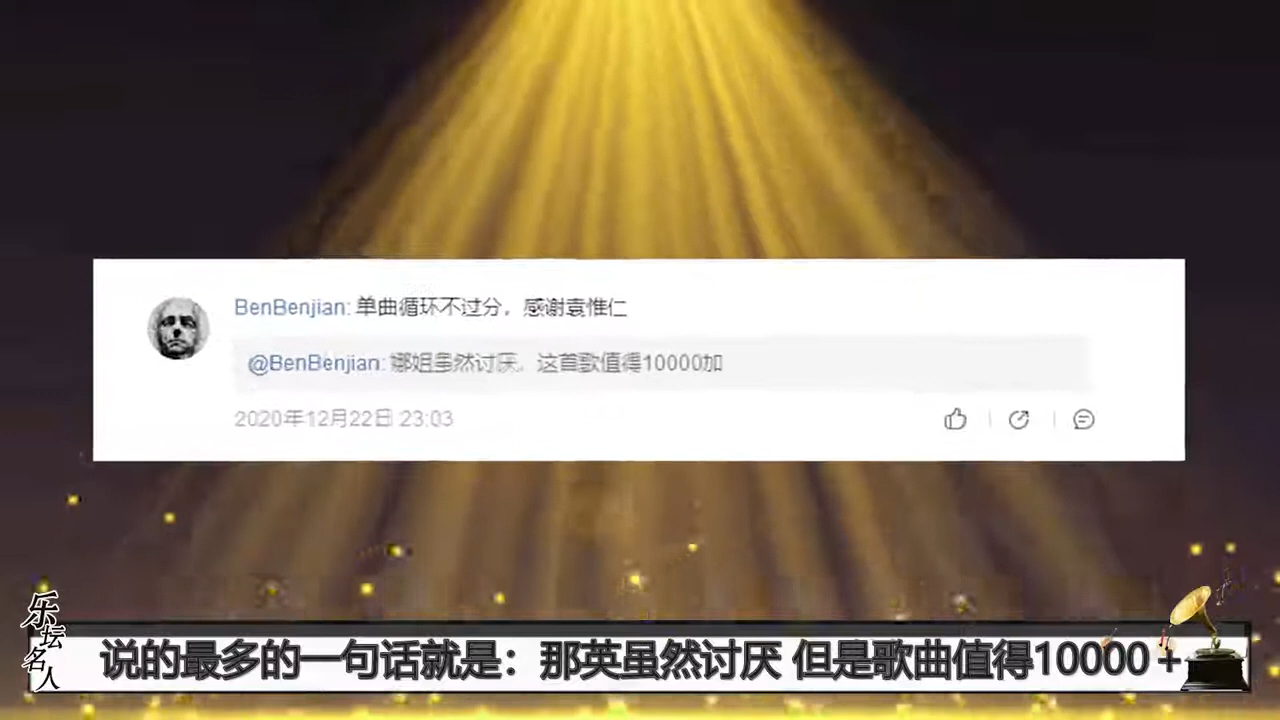 BenBenjian: 单曲循环不过分，感谢袁惟仁
@BenBenjian: 娜姐虽然讨厌，这首歌值得10000加
2020年12月22日 23:03
乐坛名人
说的最多的一句话就是：那英虽然讨厌 但是歌曲值得10000+